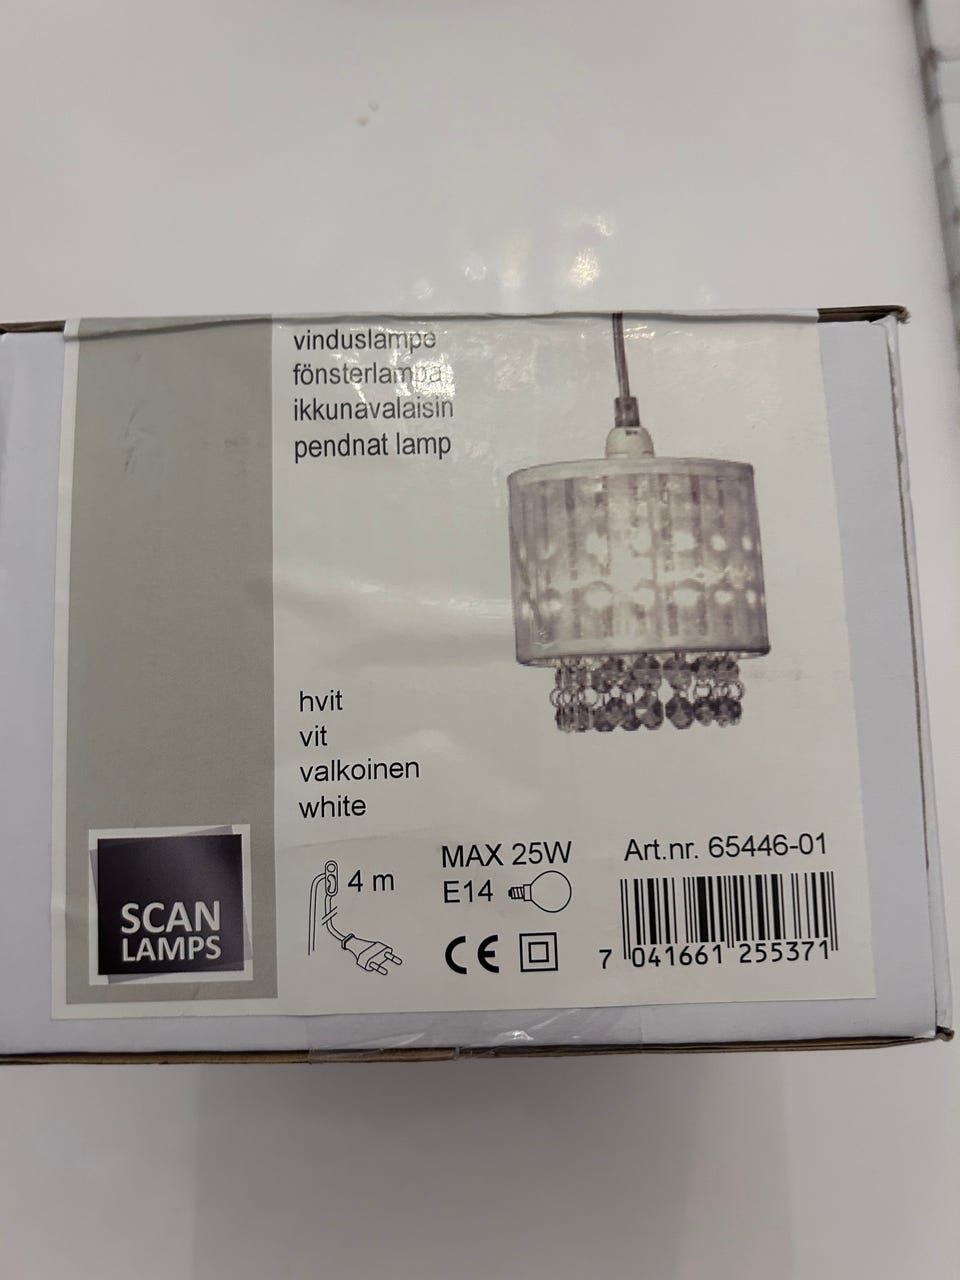 vinduslampe
fönsterlampa
ikkunavalaisin
pendnat lamp
hvit
vit
valkoinen
white
SCAN
LAMPS
4 m
MAX 25W
E14
CE
Art.nr. 65446-01
7 041661 255371